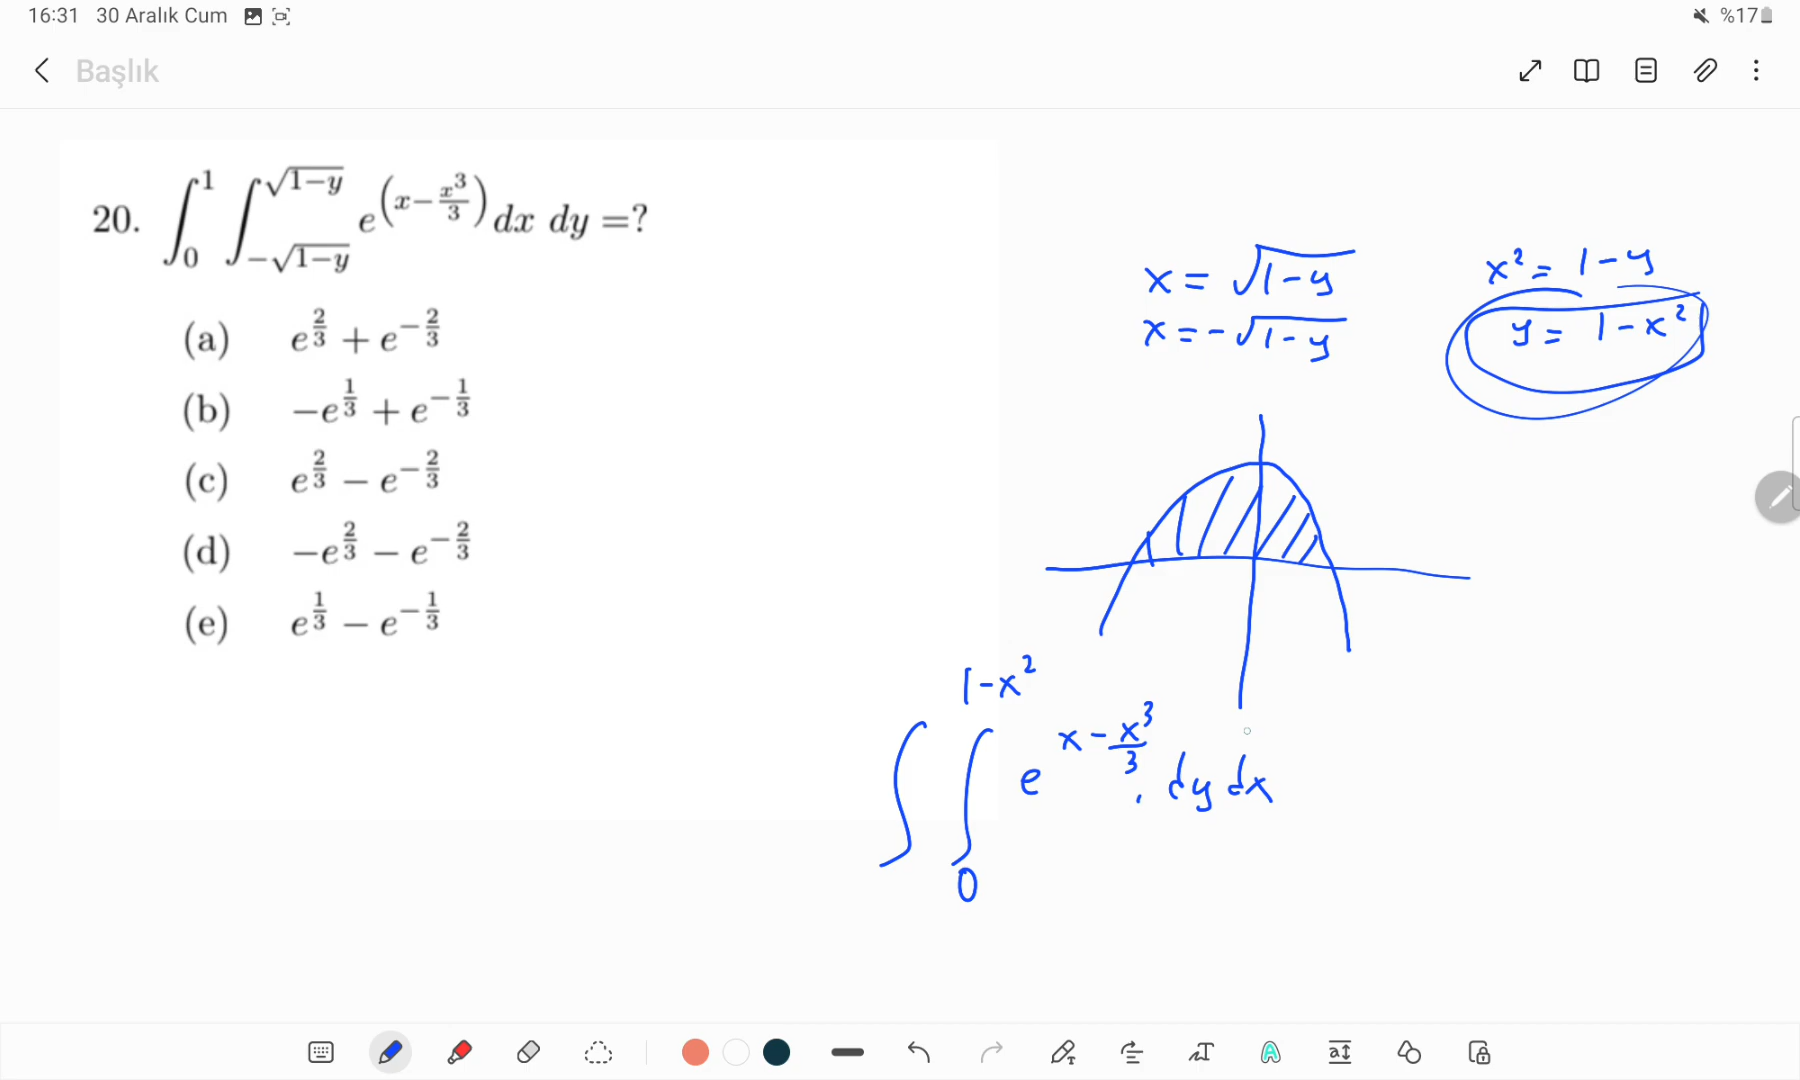 16:31 30 Aralık Cum %17
Başlık
20. ∫₀¹ ∫_{-√(1-y)}^{√(1-y)} e^(x - x³/3) dx dy =?
(a) e^{2/3} + e^{-2/3}
(b) -e^{1/3} + e^{-1/3}
(c) e^{2/3} - e^{-2/3}
(d) -e^{2/3} - e^{-2/3}
(e) e^{1/3} - e^{-1/3}
x = √(1-y)
x = -√(1-y)
x² = 1-y
y = 1-x²
∫ ∫₀^{1-x²} e^{x - x³/3} . dy dx